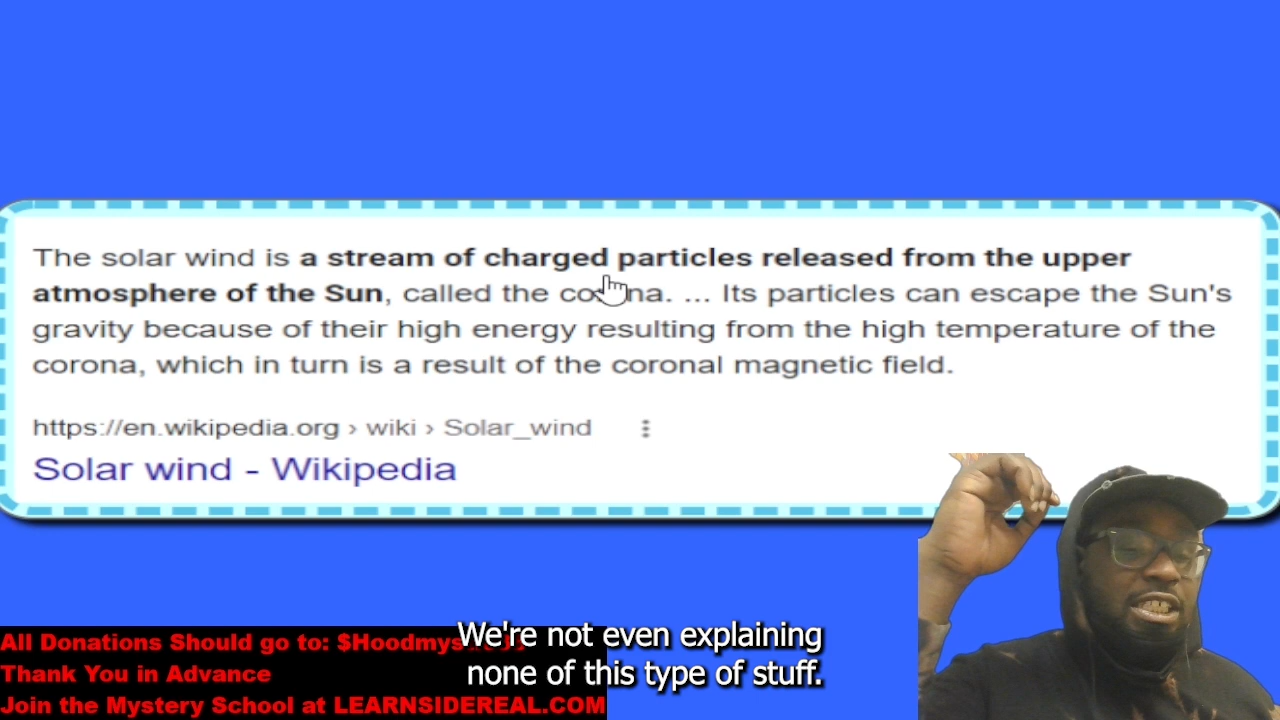 The solar wind is a stream of charged particles released from the upper
atmosphere of the Sun, called the corona. ... Its particles can escape the Sun's
gravity because of their high energy resulting from the high temperature of the
corona, which in turn is a result of the coronal magnetic field.
https://en.wikipedia.org › wiki › Solar_wind
Solar wind - Wikipedia
All Donations Should go to:
Thank You in Advance
Join the Mystery School at LEARNSIDEREAL.COM
We're not even explaining
none of this type of stuff.